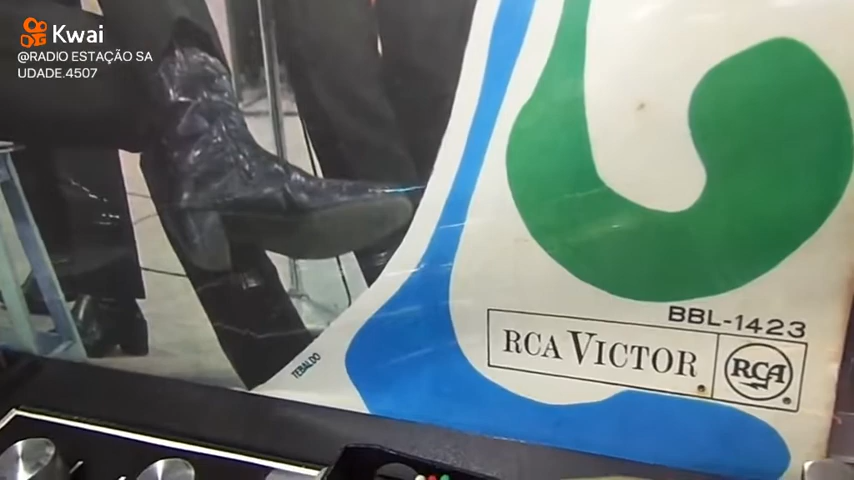 Kwai
@RADIO ESTAÇÃO SA
UDADE.4507
BBL-1423
RCA VICTOR
RCA
TEBALDO